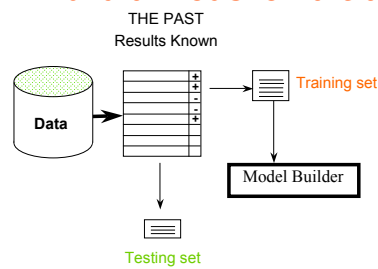 THE PAST
Results Known
+
+
-
-
+
Training set
Data
Model Builder
Testing set